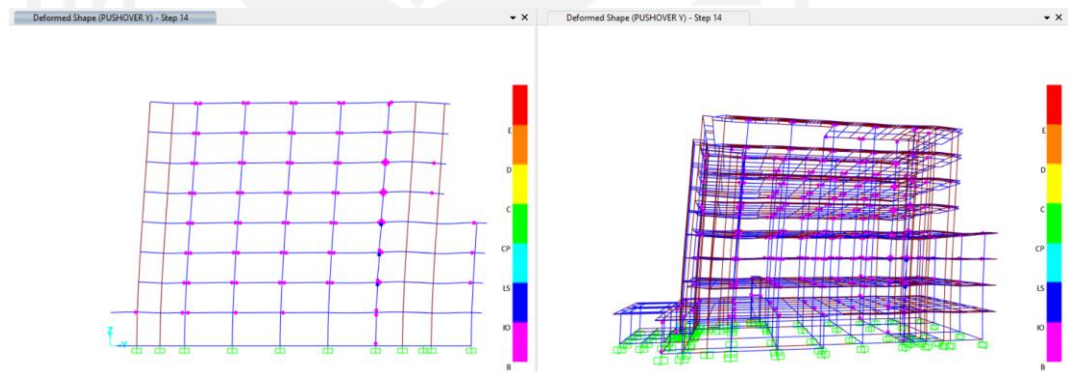 Deformed Shape (PUSHOVER Y) - Step 14
Deformed Shape (PUSHOVER Y) - Step 14
E
D
C
CP
LS
IO
B
Z
Y
E
D
C
CP
LS
IO
B